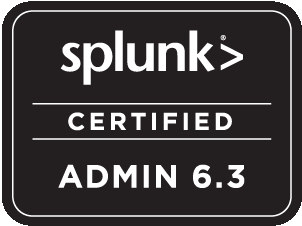 splunk®>
CERTIFIED
ADMIN 6.3